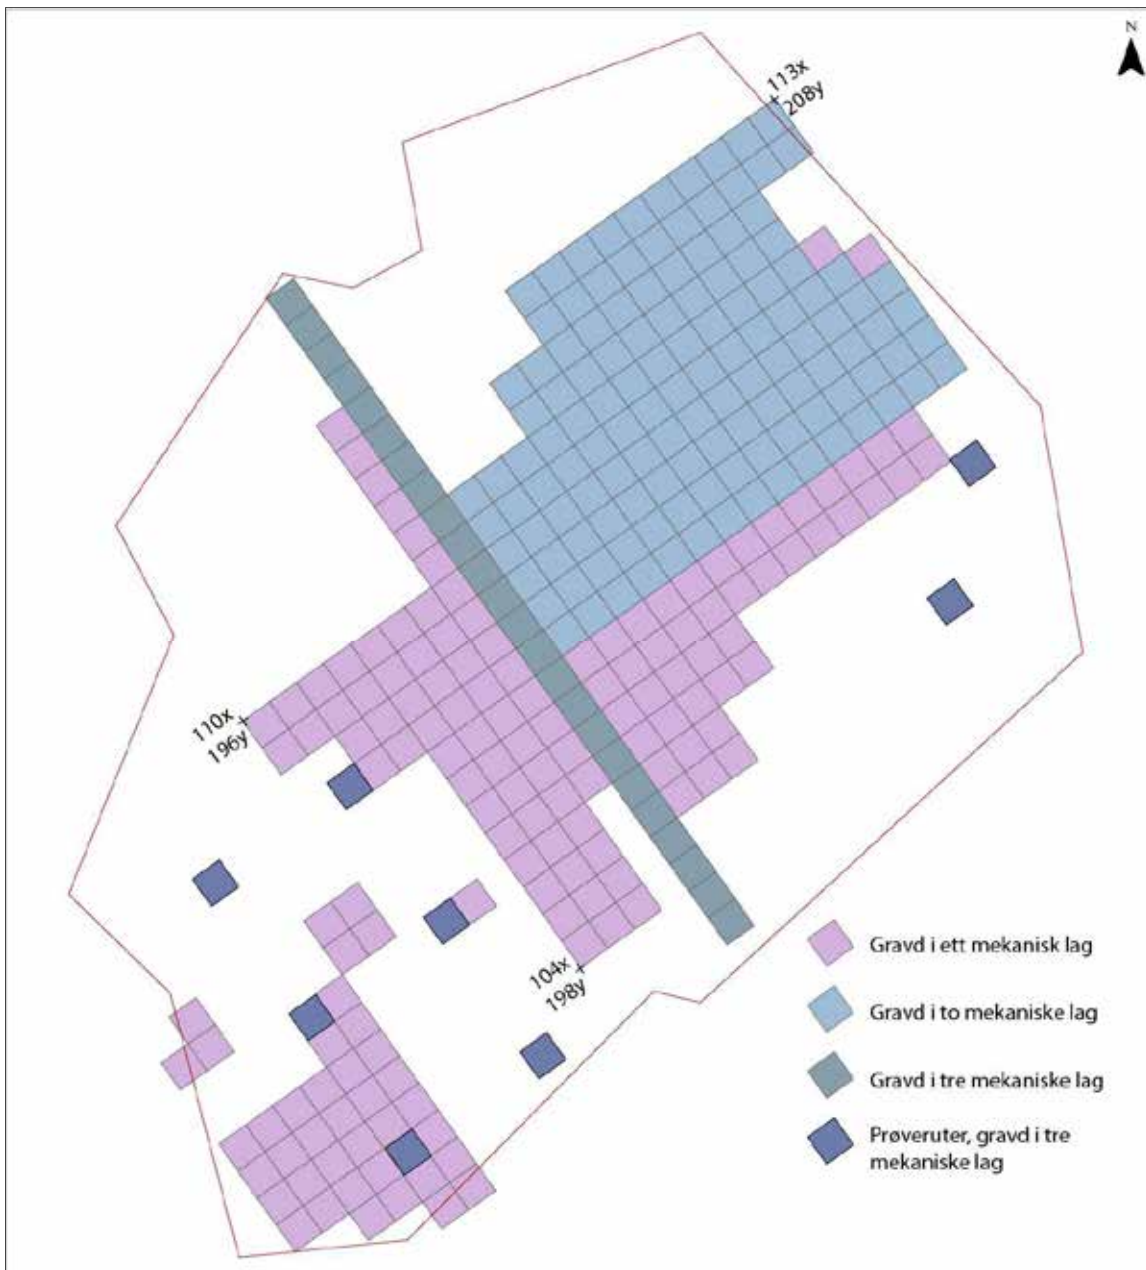 N
113x
208y
110x
196y
104x
198y
Gravd i ett mekanisk lag
Gravd i to mekaniske lag
Gravd i tre mekaniske lag
Prøveruter, gravd i tre
mekaniske lag